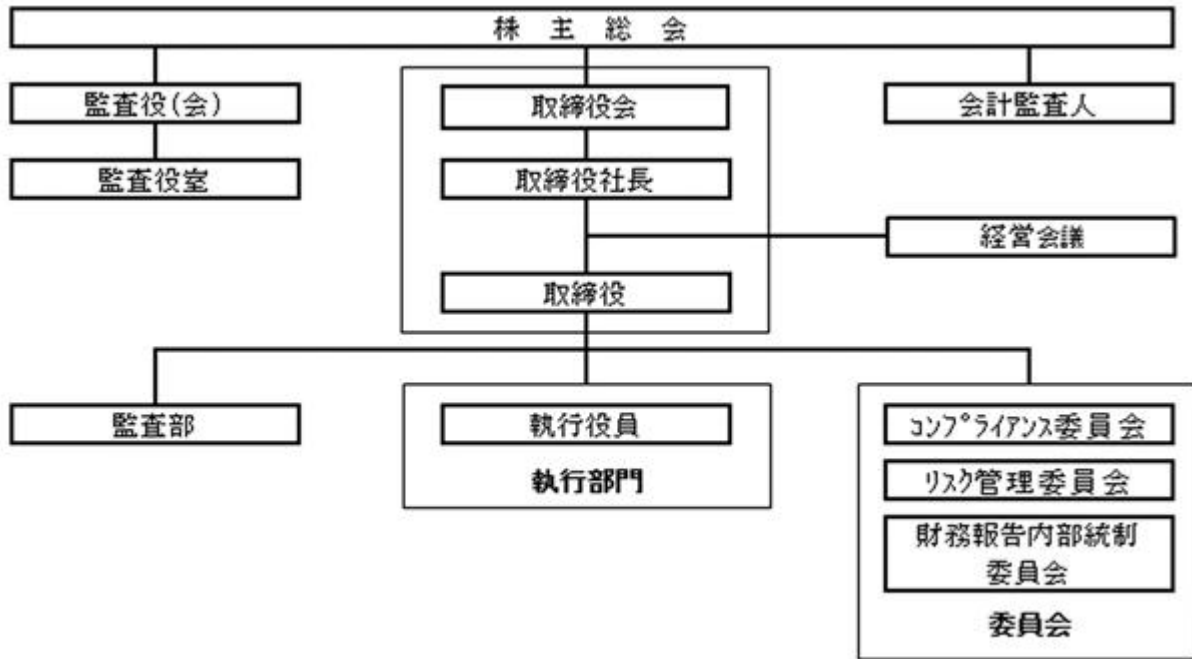 株 主 総 会
監査役(会)
取締役会
会計監査人
監査役室
取締役社長
経営会議
取締役
監査部
執行役員
執行部門
コンプライアンス委員会
リスク管理委員会
財務報告内部統制
委員会
委員会